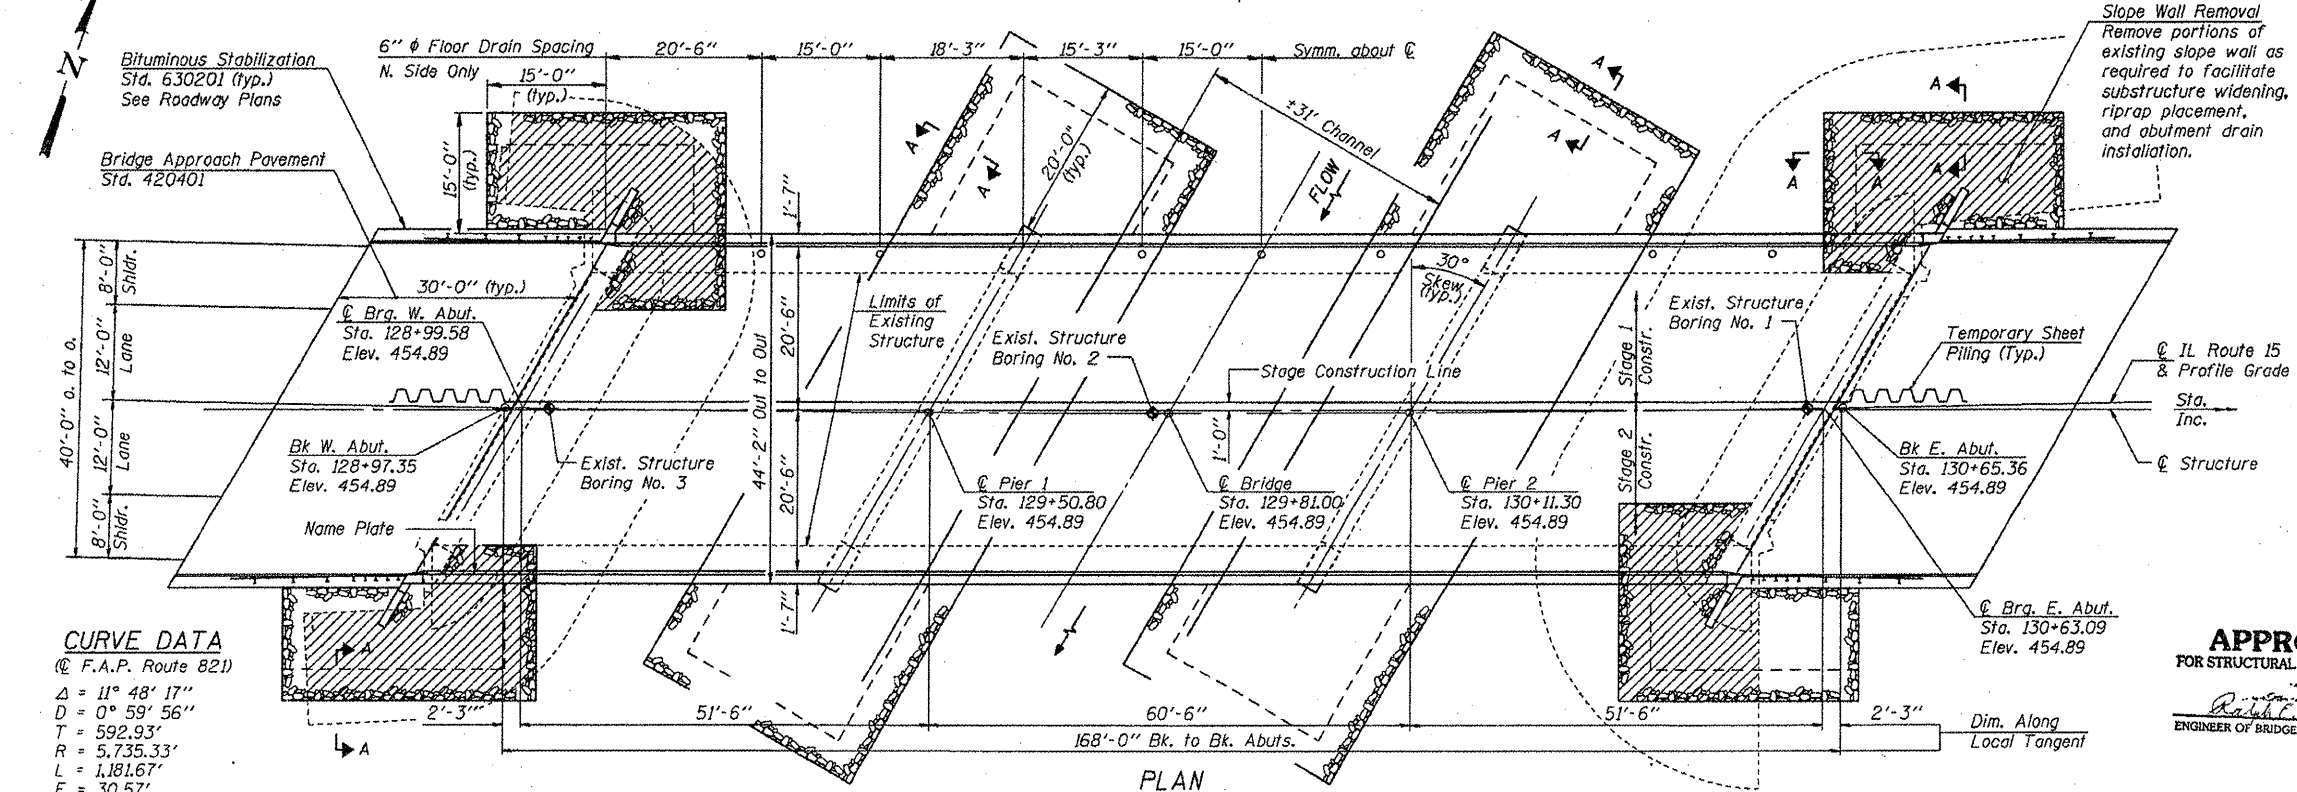 N
Bituminous Stabilization
Std. 630201 (typ.)
See Roadway Plans
Bridge Approach Pavement
Std. 420401
6" ϕ Floor Drain Spacing
N. Side Only
20'-6"
15'-0"
18'-3"
15'-3"
15'-0"
Symm. about ℄
15'-0"
(typ.)
15'-0"
(typ.)
1'-7"
A
A
20'-0"
(typ.)
±31' Channel
FLOW
A
A
Slope Wall Removal
Remove portions of
existing slope wall as
required to facilitate
substructure widening,
riprap placement,
and abutment drain
installation.
A
A
A
A
40'-0" o. to o.
8'-0"
Shldr.
12'-0"
Lane
12'-0"
Lane
8'-0"
Shldr.
30'-0" (typ.)
℄ Brg. W. Abut.
Sta. 128+99.58
Elev. 454.89
Limits of
Existing
Structure
Exist. Structure
Boring No. 2
30°
Skew
(typ.)
Exist. Structure
Boring No. 1
Temporary Sheet
Piling (Typ.)
℄ IL Route 15
& Profile Grade
Sta.
Inc.
℄ Structure
44'-2" Out to Out
20'-6"
20'-6"
1'-7"
Stage Construction Line
1'-0"
Stage 1
Constr.
Stage 2
Constr.
Bk W. Abut.
Sta. 128+97.35
Elev. 454.89
Exist. Structure
Boring No. 3
Name Plate
℄ Pier 1
Sta. 129+50.80
Elev. 454.89
℄ Bridge
Sta. 129+81.00
Elev. 454.89
℄ Pier 2
Sta. 130+11.30
Elev. 454.89
Bk E. Abut.
Sta. 130+65.36
Elev. 454.89
℄ Brg. E. Abut.
Sta. 130+63.09
Elev. 454.89
A
A
2'-3"
51'-6"
60'-6"
51'-6"
2'-3"
168'-0" Bk. to Bk. Abuts.
Dim. Along
Local Tangent
PLAN
CURVE DATA
(℄ F.A.P. Route 821)
Δ = 11° 48' 17"
D = 0° 59' 56"
T = 592.93'
R = 5,735.33'
L = 1,181.67'
E = 30.57'
APPRO
FOR STRUCTURAL
Ralph E.
ENGINEER OF BRIDGE